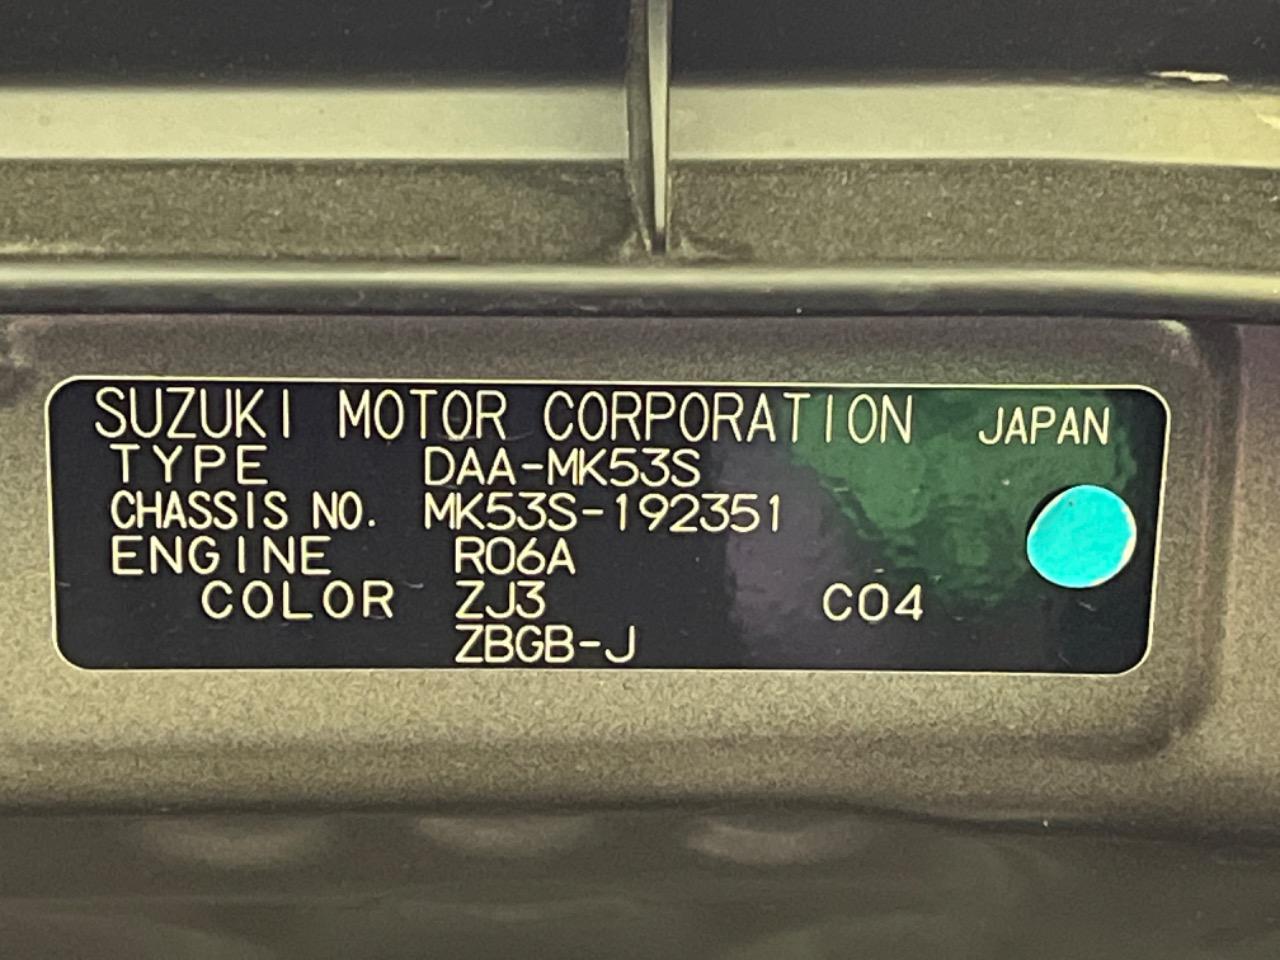 SUZUKI MOTOR CORPORATION JAPAN
TYPE DAA-MK53S
CHASSIS NO. MK53S-192351
ENGINE R06A
COLOR ZJ3 C04
ZBGB-J